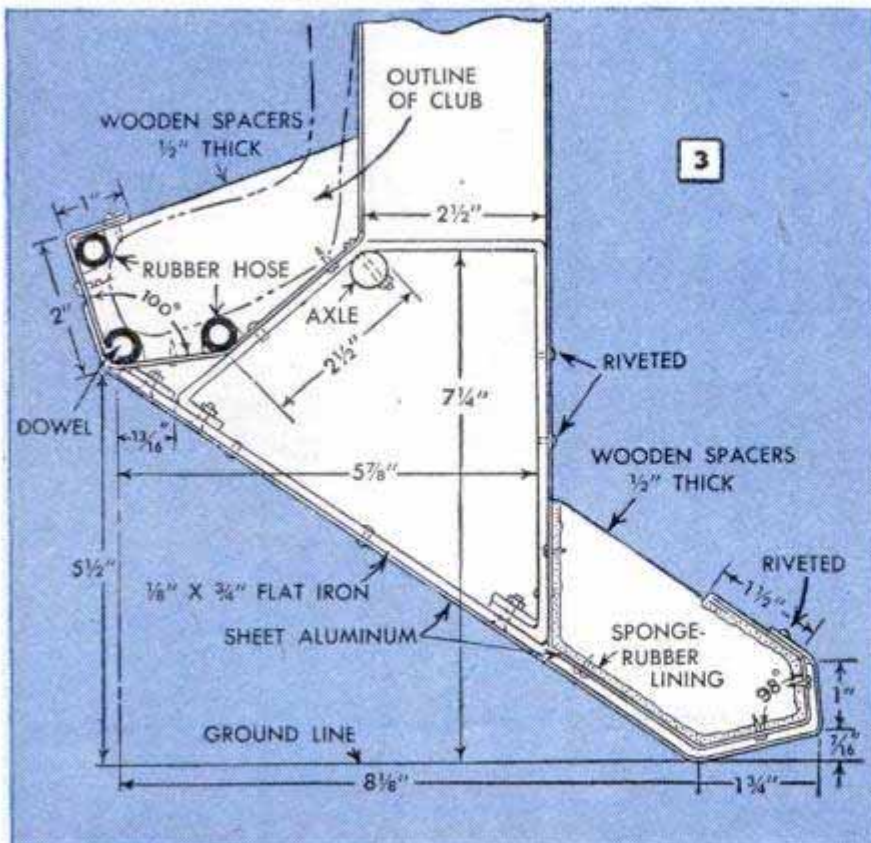 OUTLINE
OF CLUB
WOODEN SPACERS
½" THICK
3
1"
2½"
RUBBER HOSE
100°
2"
AXLE
2½"
RIVETED
7¼"
DOWEL
13/16"
WOODEN SPACERS
½" THICK
5⅞"
RIVETED
5½"
⅛" X ¾" FLAT IRON
1½"
SHEET ALUMINUM
SPONGE-
RUBBER
LINING
98°
1"
GROUND LINE
7/16"
8⅛"
1¾"